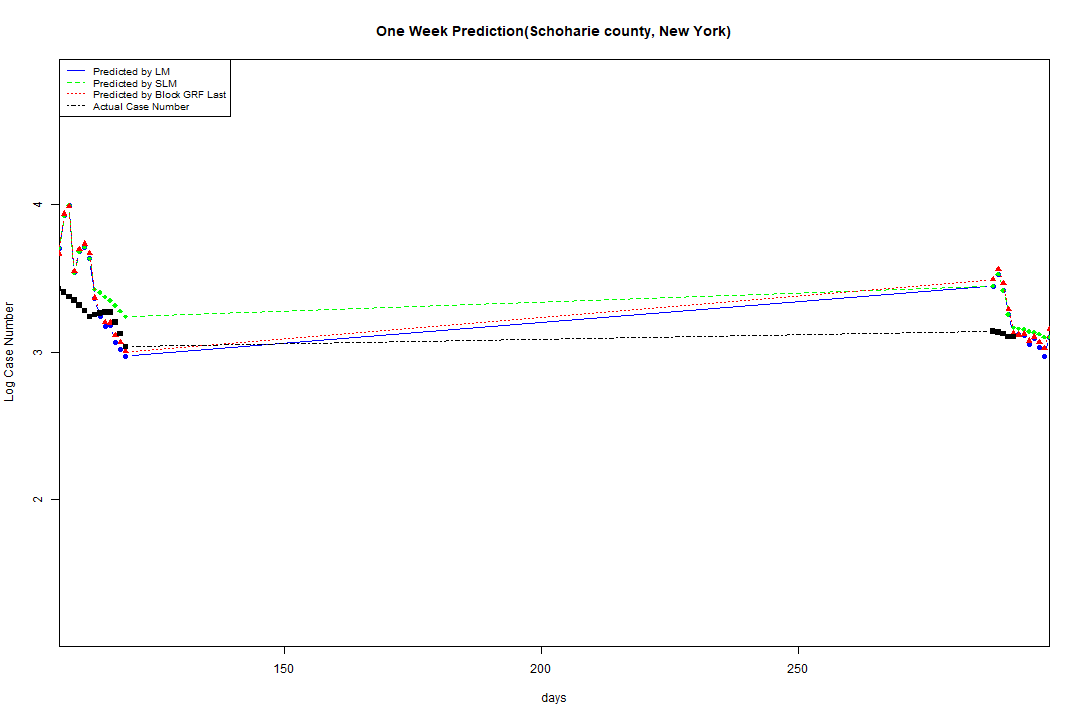 One Week Prediction(Schoharie county, New York)
Predicted by LM
Predicted by SLM
Predicted by Block GRF Last
Actual Case Number
4
3
2
Log Case Number
150
200
250
days